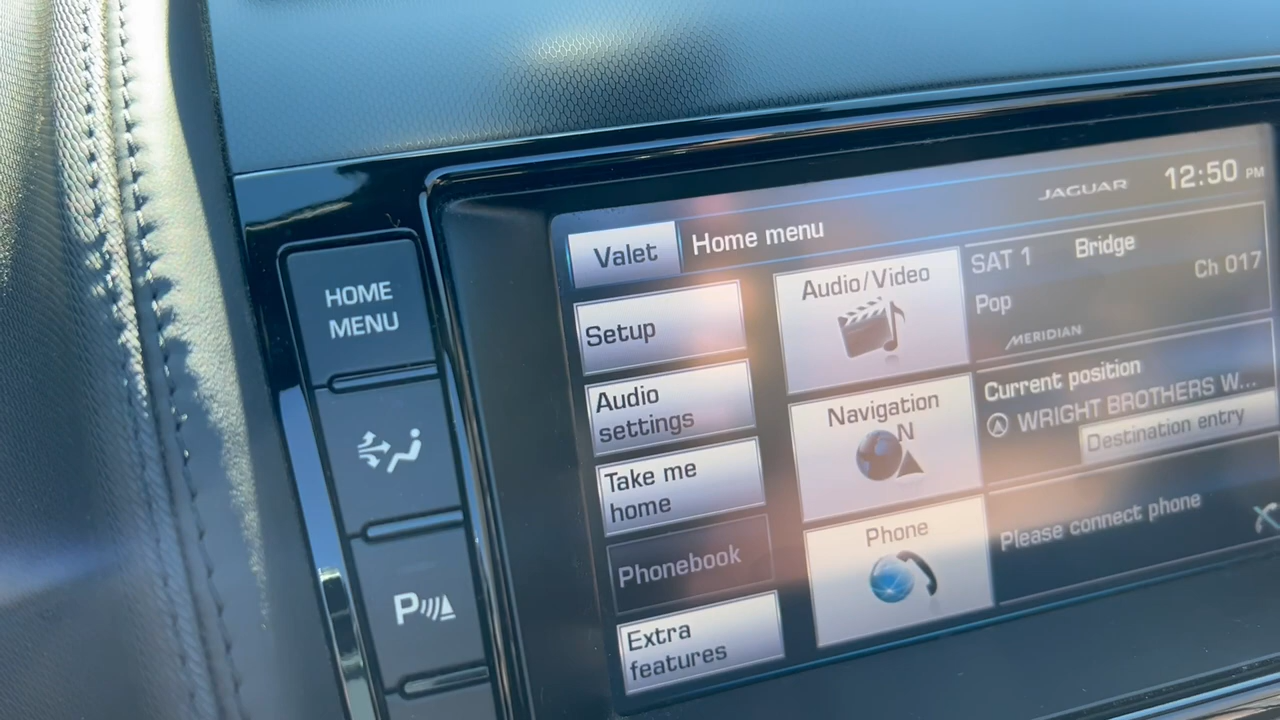 JAGUAR 12:50 PM
Valet Home menu
HOME
MENU
Setup
Audio
settings
Take me
home
Phonebook
Extra
features
Audio/Video
Navigation
N
Phone
SAT 1 Bridge
Ch 017
Pop
MERIDIAN
Current position
WRIGHT BROTHERS W...
Destination entry
Please connect phone
P